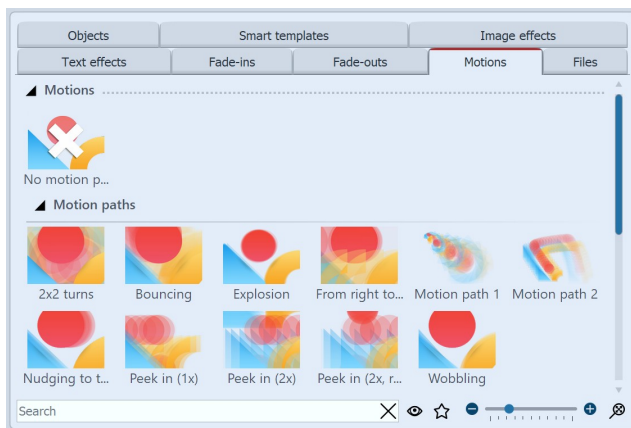 Objects Smart templates Image effects
Text effects Fade-ins Fade-outs Motions Files
Motions
No motion p...
Motion paths
2x2 turns Bouncing Explosion From right to... Motion path 1 Motion path 2
Nudging to t... Peek in (1x) Peek in (2x) Peek in (2x, r... Wobbling
Search